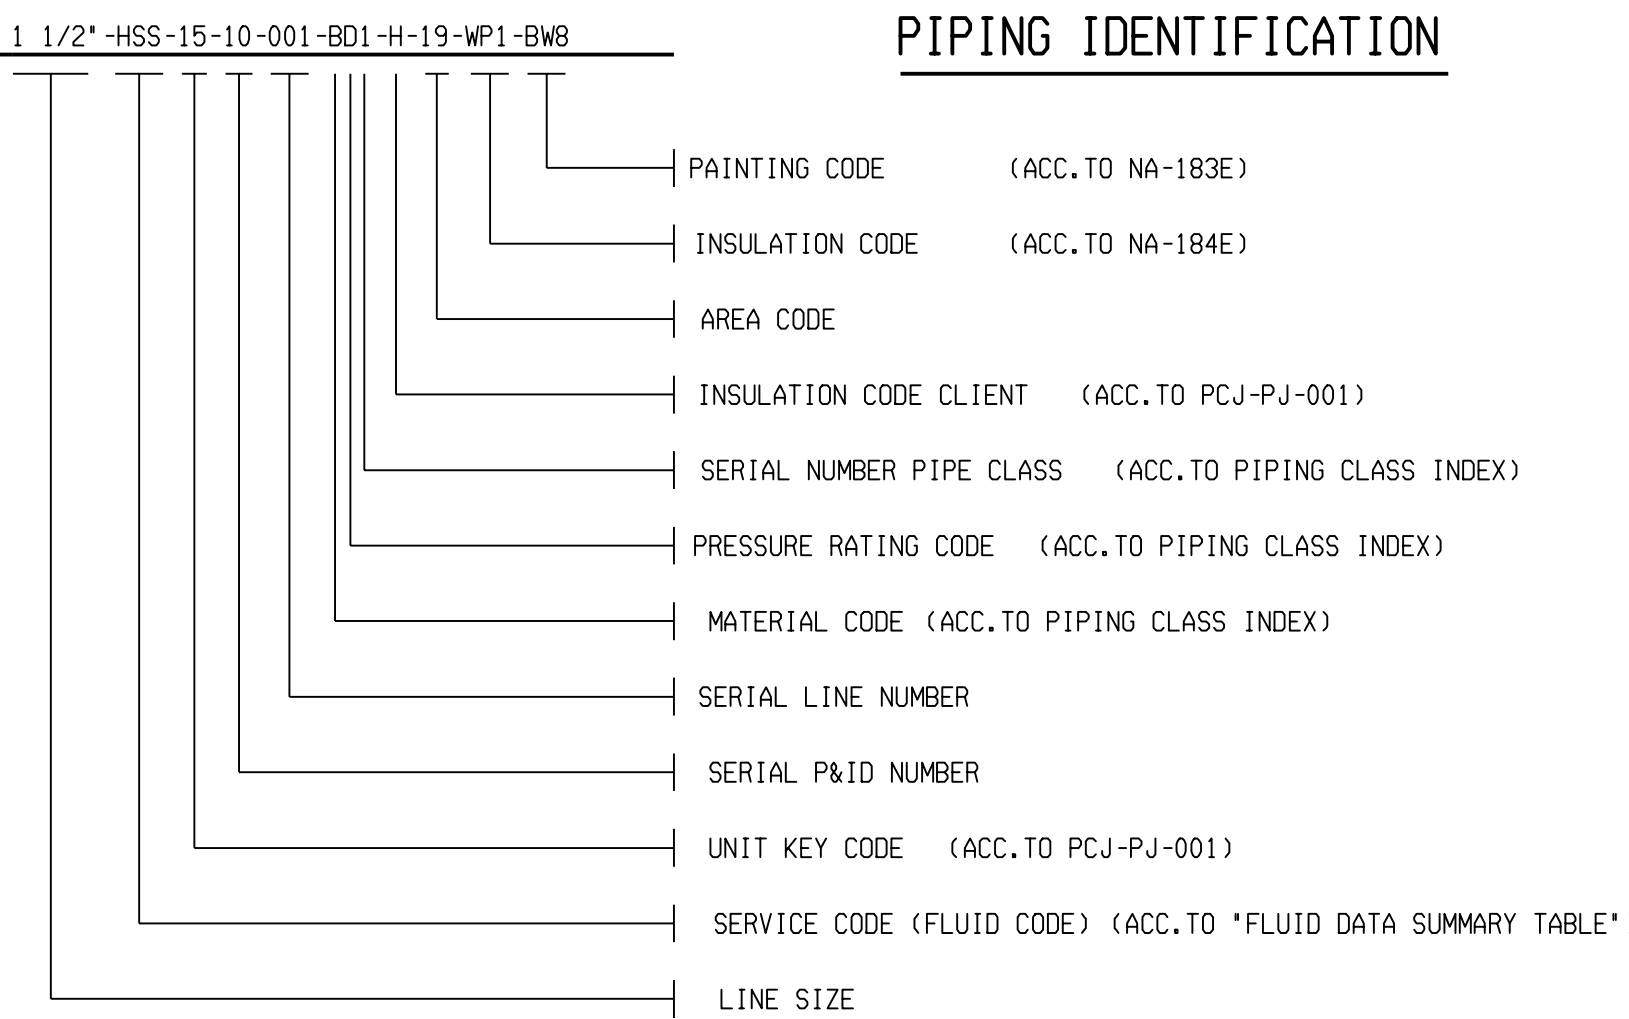 1 1/2"-HSS-15-10-001-BD1-H-19-WP1-BW8
PIPING IDENTIFICATION
PAINTING CODE (ACC.TO NA-183E)
INSULATION CODE (ACC.TO NA-184E)
AREA CODE
INSULATION CODE CLIENT (ACC.TO PCJ-PJ-001)
SERIAL NUMBER PIPE CLASS (ACC.TO PIPING CLASS INDEX)
PRESSURE RATING CODE (ACC.TO PIPING CLASS INDEX)
MATERIAL CODE (ACC.TO PIPING CLASS INDEX)
SERIAL LINE NUMBER
SERIAL P&ID NUMBER
UNIT KEY CODE (ACC.TO PCJ-PJ-001)
SERVICE CODE (FLUID CODE) (ACC.TO "FLUID DATA SUMMARY TABLE"
LINE SIZE